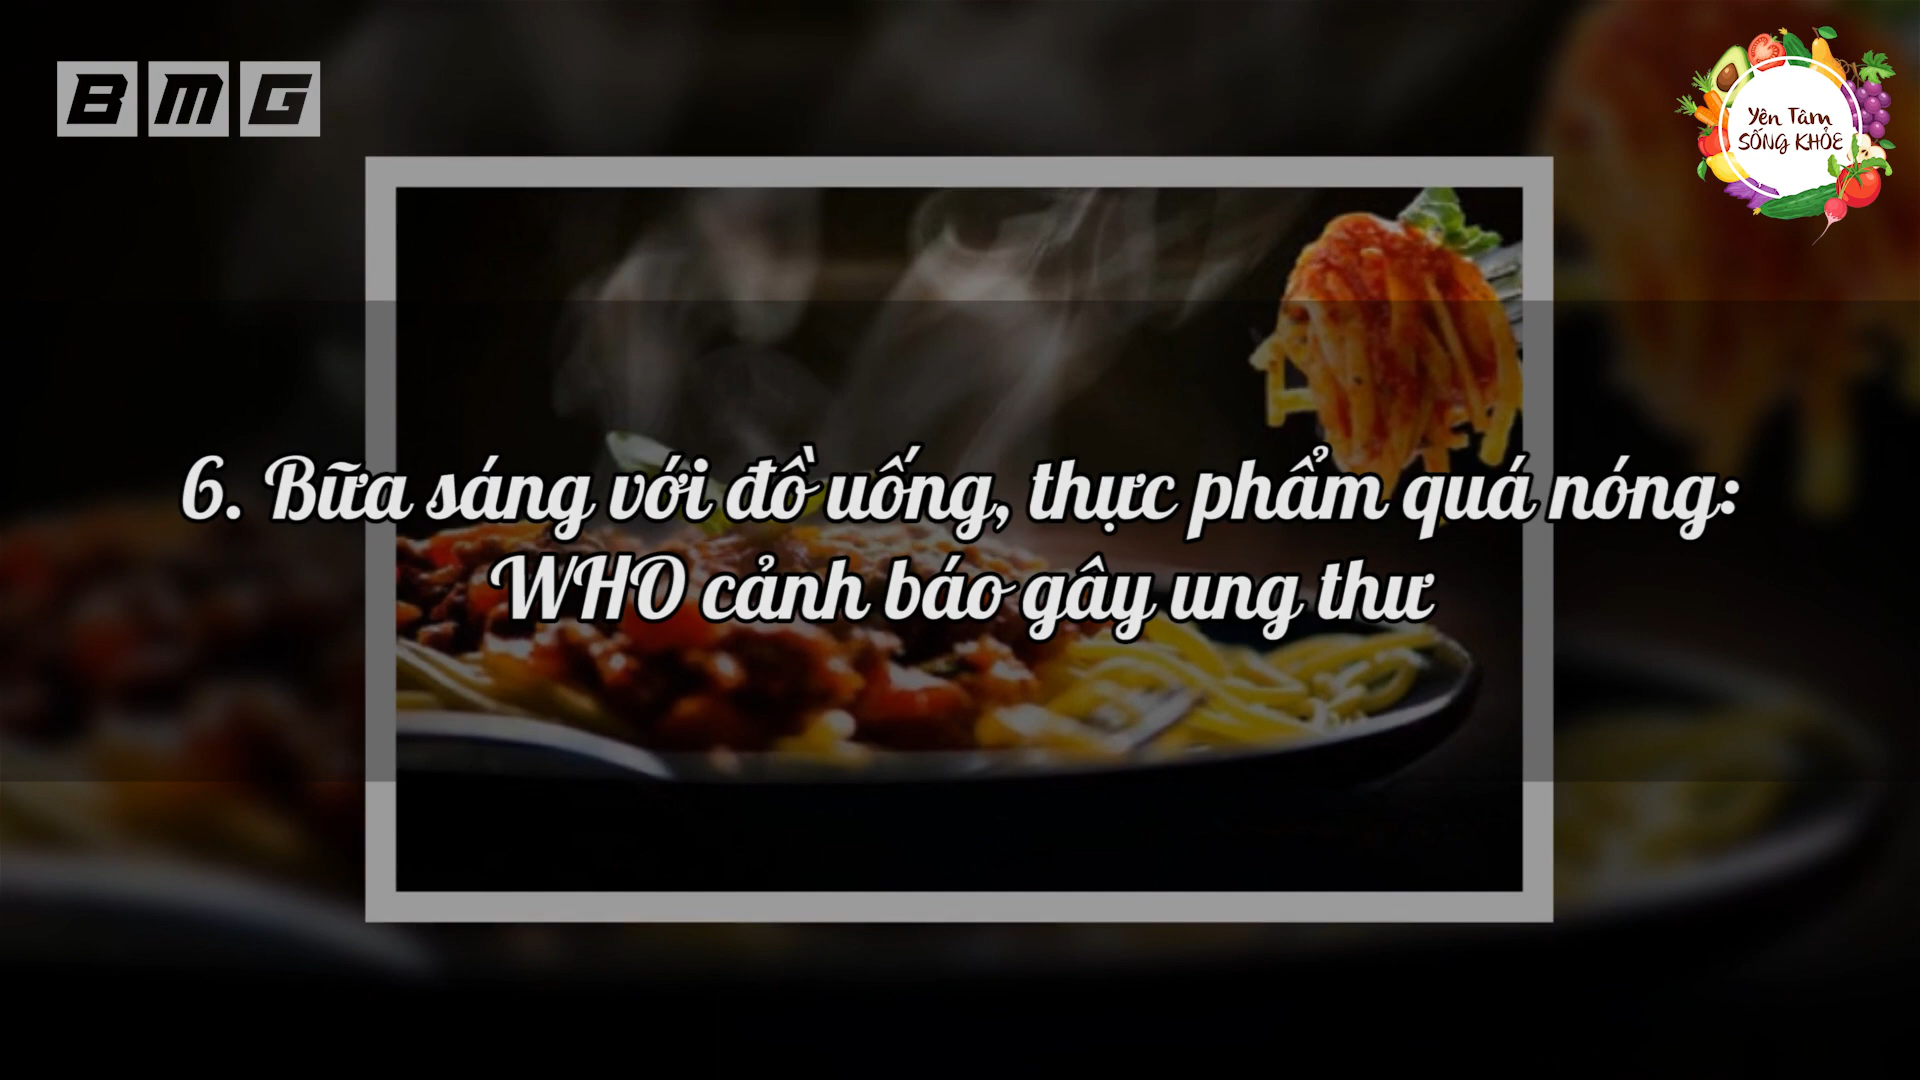 BMG
Yên Tâm
SỐNG KHỎE
6. Bữa sáng với đồ uống, thực phẩm quá nóng:
WHO cảnh báo gây ung thư